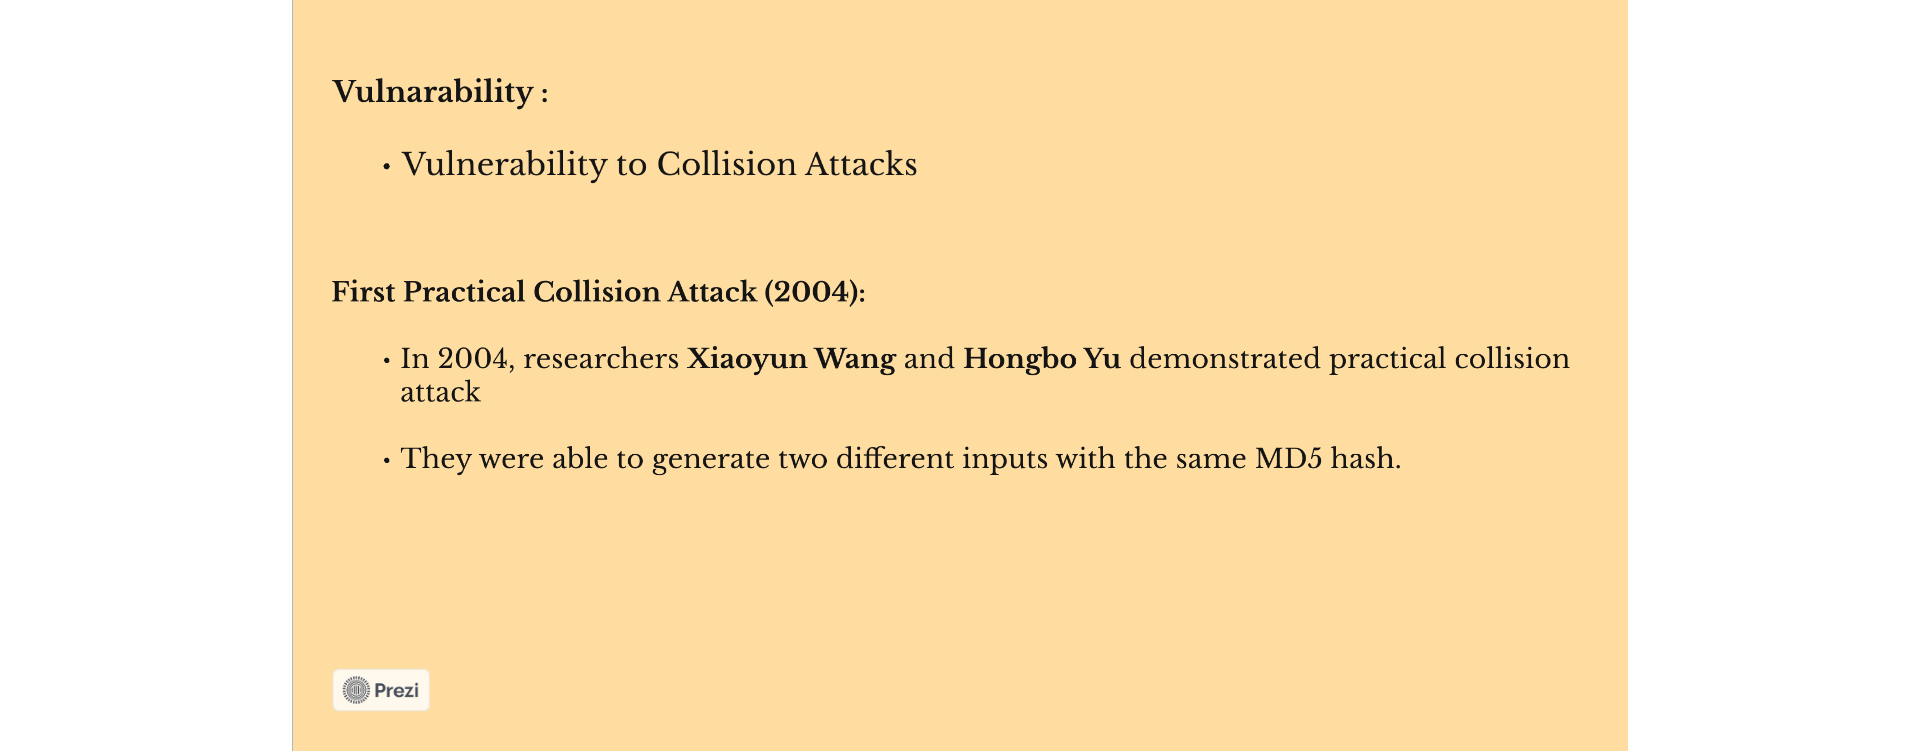 Vulnarability :
• Vulnerability to Collision Attacks
First Practical Collision Attack (2004):
• In 2004, researchers Xiaoyun Wang and Hongbo Yu demonstrated practical collision
attack
• They were able to generate two different inputs with the same MD5 hash.
Prezi